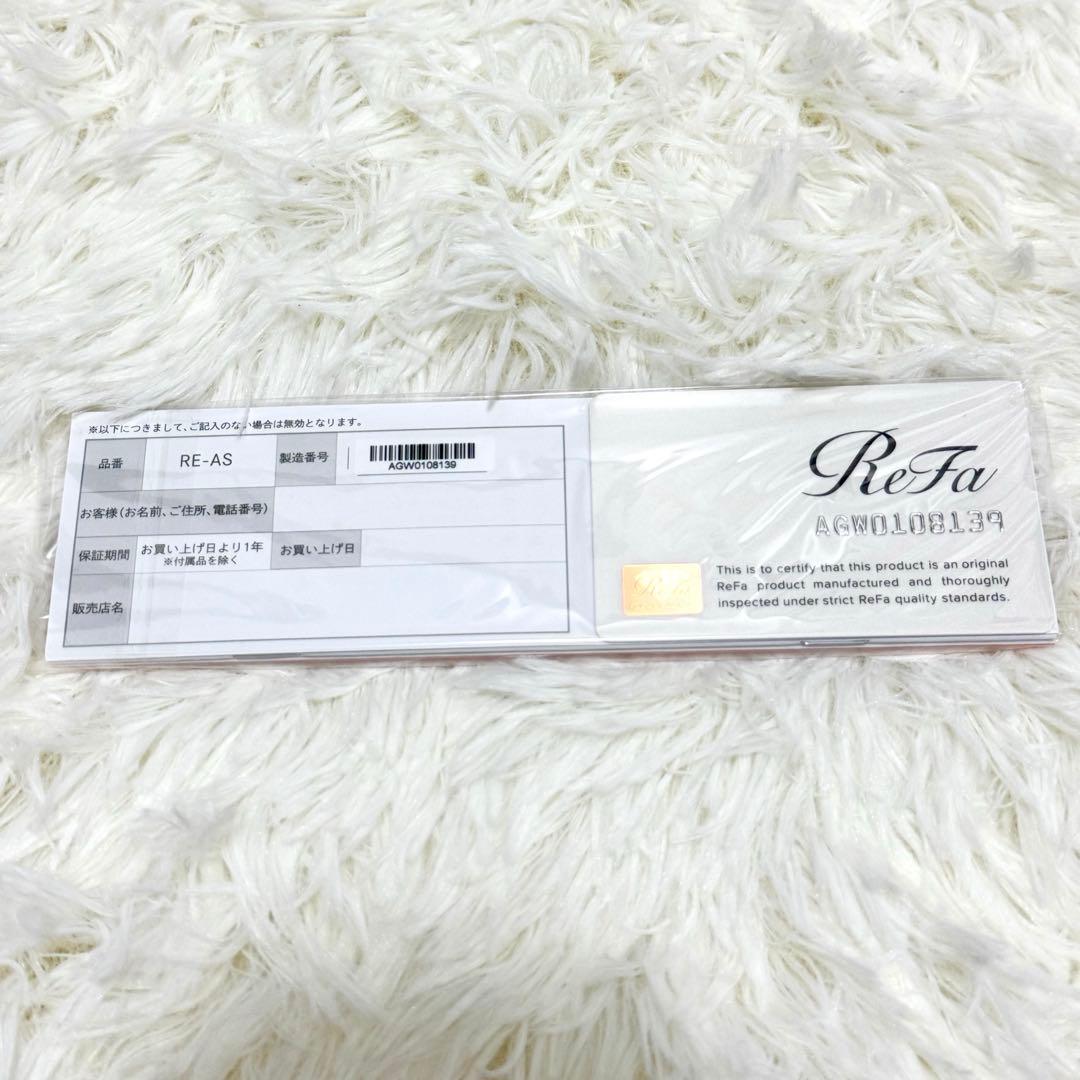 ※以下につきまして、ご記入のない場合は無効となります。
品番 RE-AS 製造番号 AGW0108139
お客様(お名前、ご住所、電話番号)
保証期間 お買い上げ日より1年 お買い上げ日
※付属品を除く
販売店名
ReFa
AGW0108139
This is to certify that this product is an original
ReFa product manufactured and thoroughly
inspected under strict ReFa quality standards.
ReFa